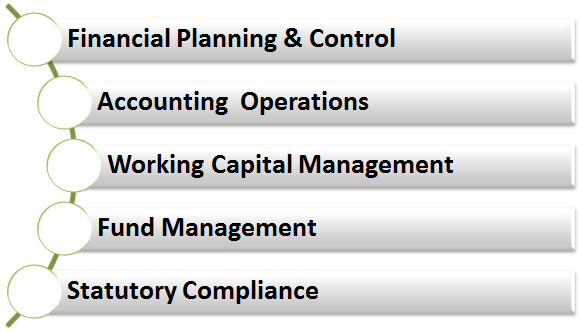 Financial Planning & Control
Accounting Operations
Working Capital Management
Fund Management
Statutory Compliance